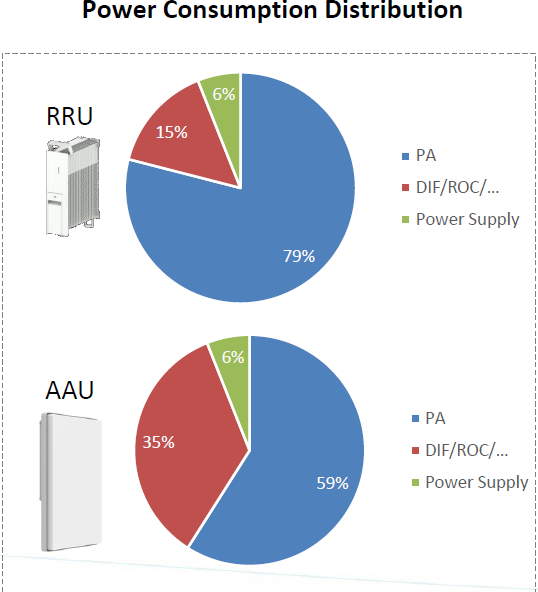 Power Consumption Distribution
RRU
6%
15%
79%
PA
DIF/ROC/...
Power Supply
AAU
6%
35%
59%
PA
DIF/ROC/...
Power Supply